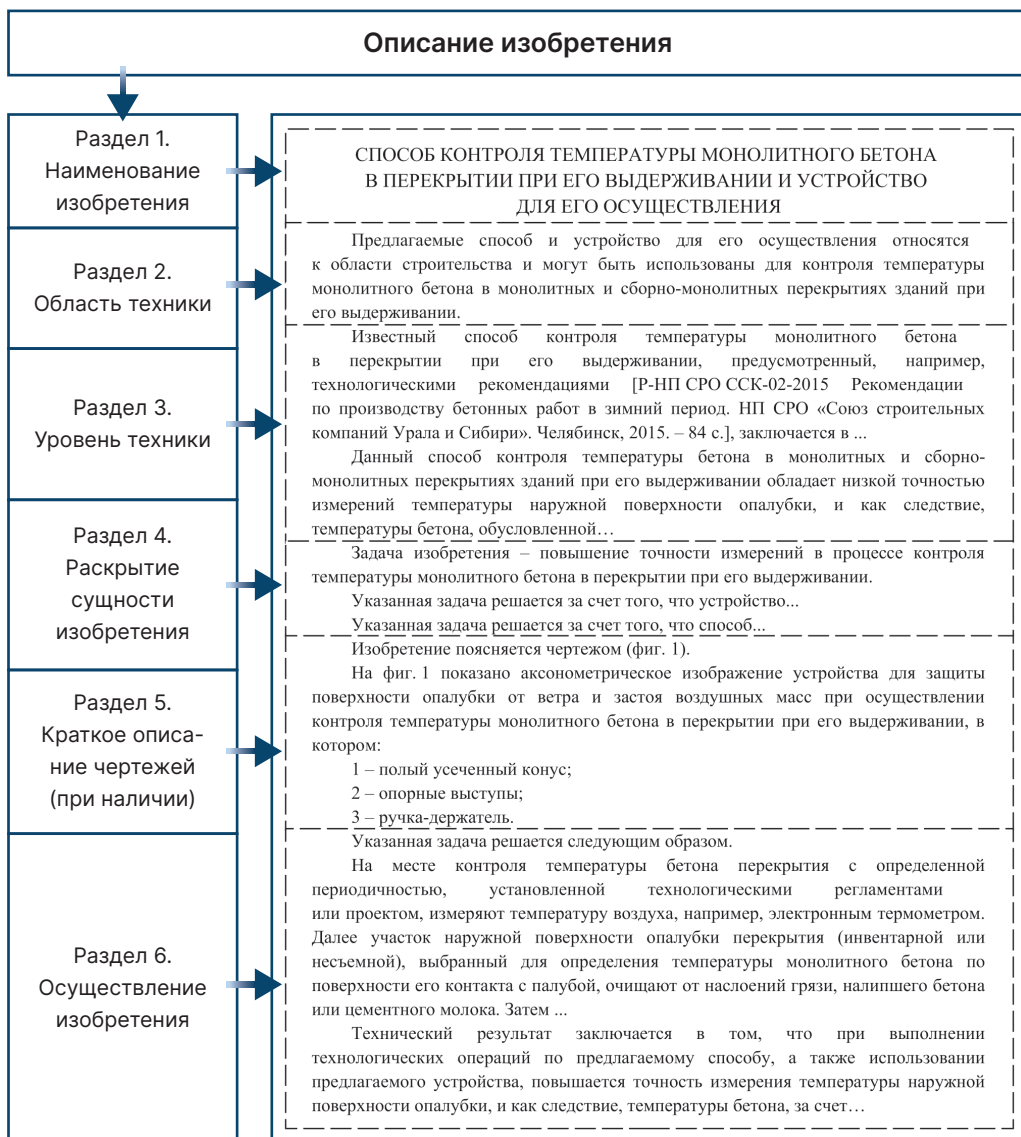 Описание изобретения
Раздел 1.
Наименование
изобретения
СПОСОБ КОНТРОЛЯ ТЕМПЕРАТУРЫ МОНОЛИТНОГО БЕТОНА
В ПЕРЕКРЫТИИ ПРИ ЕГО ВЫДЕРЖИВАНИИ И УСТРОЙСТВО
ДЛЯ ЕГО ОСУЩЕСТВЛЕНИЯ
Раздел 2.
Область техники
Предлагаемые способ и устройство для его осуществления относятся
к области строительства и могут быть использованы для контроля температуры
монолитного бетона в монолитных и сборно-монолитных перекрытиях зданий при
его выдерживании.
Раздел 3.
Уровень техники
Известный способ контроля температуры монолитного бетона
в перекрытии при его выдерживании, предусмотренный, например,
технологическими рекомендациями [Р-НП СРО ССК-02-2015 Рекомендации
по производству бетонных работ в зимний период. НП СРО «Союз строительных
компаний Урала и Сибири». Челябинск, 2015. – 84 с.], заключается в ...
Данный способ контроля температуры бетона в монолитных и сборно-
монолитных перекрытиях зданий при его выдерживании обладает низкой точностью
измерений температуры наружной поверхности опалубки, и как следствие,
температуры бетона, обусловленной…
Раздел 4.
Раскрытие
сущности
изобретения
Задача изобретения – повышение точности измерений в процессе контроля
температуры монолитного бетона в перекрытии при его выдерживании.
Указанная задача решается за счет того, что устройство...
Указанная задача решается за счет того, что способ...
Раздел 5.
Краткое описа-
ние чертежей
(при наличии)
Изобретение поясняется чертежом (фиг. 1).
На фиг. 1 показано аксонометрическое изображение устройства для защиты
поверхности опалубки от ветра и застоя воздушных масс при осуществлении
контроля температуры монолитного бетона в перекрытии при его выдерживании, в
котором:
1 – полый усеченный конус;
2 – опорные выступы;
3 – ручка-держатель.
Раздел 6.
Осуществление
изобретения
Указанная задача решается следующим образом.
На месте контроля температуры бетона перекрытия с определенной
периодичностью, установленной технологическими регламентами
или проектом, измеряют температуру воздуха, например, электронным термометром.
Далее участок наружной поверхности опалубки перекрытия (инвентарной или
несъемной), выбранный для определения температуры монолитного бетона по
поверхности его контакта с палубой, очищают от наслоений грязи, налипшего бетона
или цементного молока. Затем ...
Технический результат заключается в том, что при выполнении
технологических операций по предлагаемому способу, а также использовании
предлагаемого устройства, повышается точность измерения температуры наружной
поверхности опалубки, и как следствие, температуры бетона, за счет…